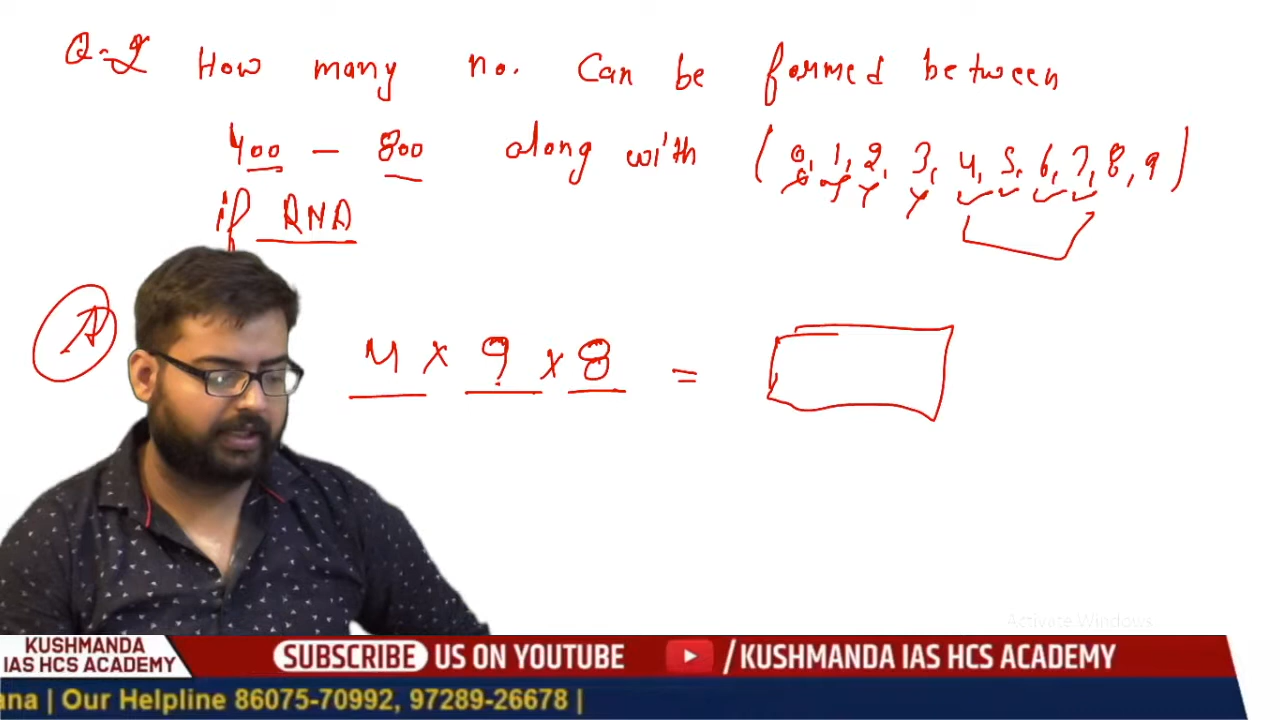 Q-2 How many no. Can be formed between
400 - 800 along with (0, 1, 2, 3, 4, 5, 6, 7, 8, 9)
if RNA
A
4 x 9 x 8 =
Activate Windows
KUSHMANDA
IAS HCS ACADEMY
SUBSCRIBE US ON YOUTUBE
/KUSHMANDA IAS HCS ACADEMY
ana | Our Helpline 86075-70992, 97289-26678 |